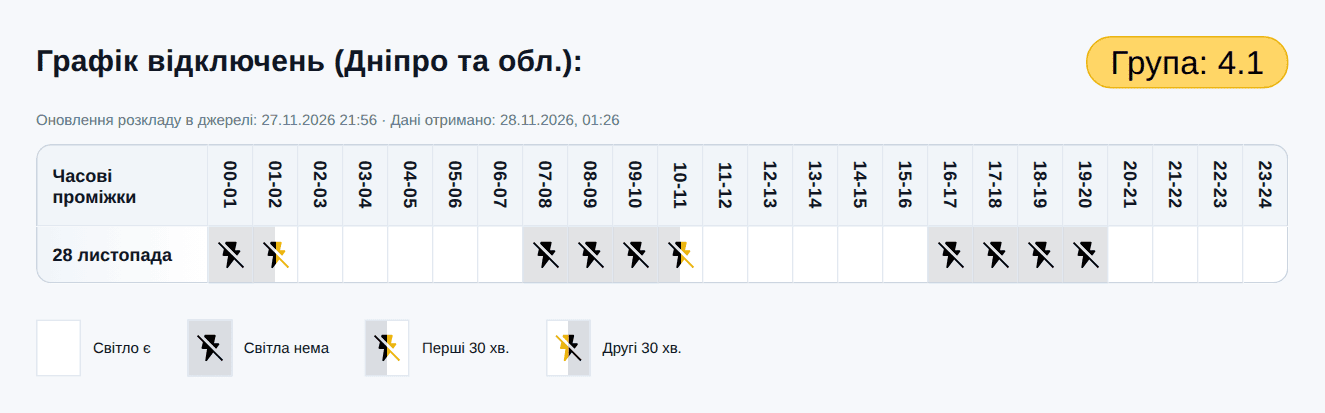 Графік відключень (Дніпро та обл.):
Група: 4.1
Оновлення розкладу в джерелі: 27.11.2026 21:56 · Дані отримано: 28.11.2026, 01:26
Часові
проміжки
00-01
01-02
02-03
03-04
04-05
05-06
06-07
07-08
08-09
09-10
10-11
11-12
12-13
13-14
14-15
15-16
16-17
17-18
18-19
19-20
20-21
21-22
22-23
23-24
28 листопада
Світло є
Світла нема
Перші 30 хв.
Другі 30 хв.